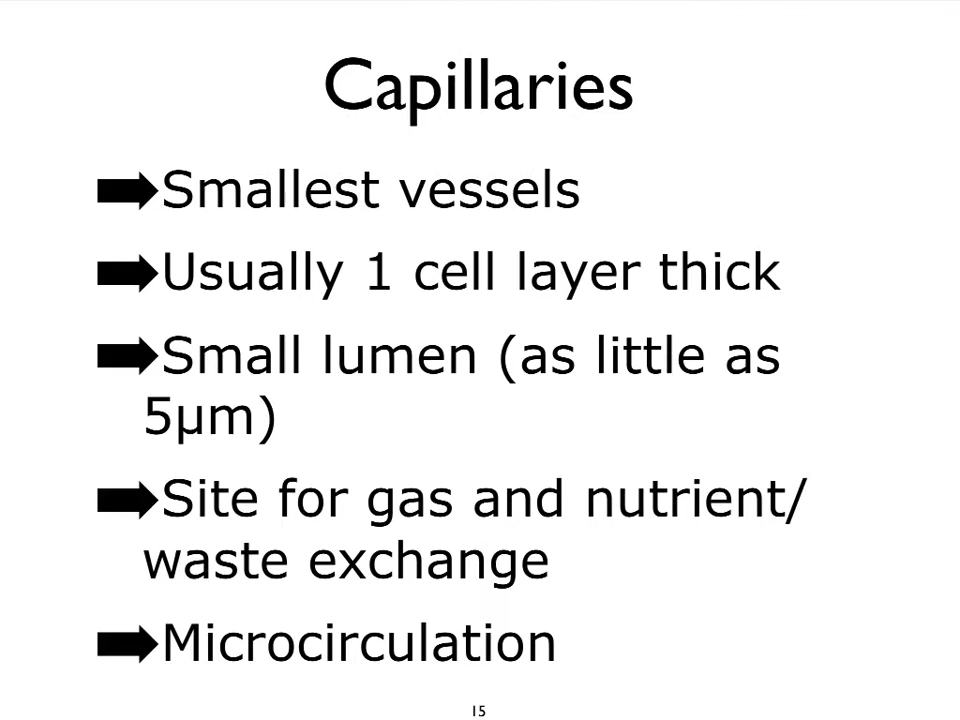 Capillaries
➡Smallest vessels
➡Usually 1 cell layer thick
➡Small lumen (as little as
5µm)
➡Site for gas and nutrient/
waste exchange
➡Microcirculation
15